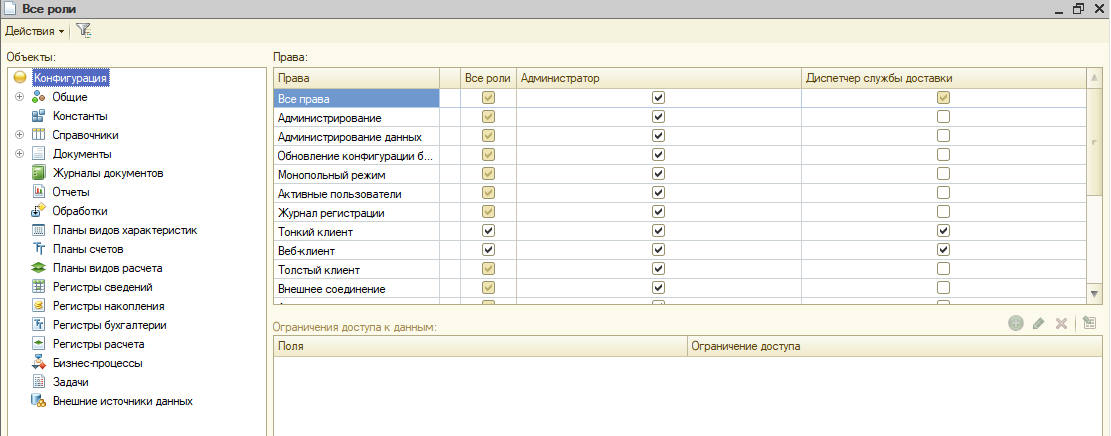 Все роли
Действия
Объекты:
Конфигурация
Общие
Константы
Справочники
Документы
Журналы документов
Отчеты
Обработки
Планы видов характеристик
Планы счетов
Планы видов расчета
Регистры сведений
Регистры накопления
Регистры бухгалтерии
Регистры расчета
Бизнес-процессы
Задачи
Внешние источники данных
Права:
Права Все роли Администратор Диспетчер службы доставки
Все права
Администрирование
Администрирование данных
Обновление конфигурации б...
Монопольный режим
Активные пользователи
Журнал регистрации
Тонкий клиент
Веб-клиент
Толстый клиент
Внешнее соединение
Ограничения доступа к данным:
Поля Ограничение доступа